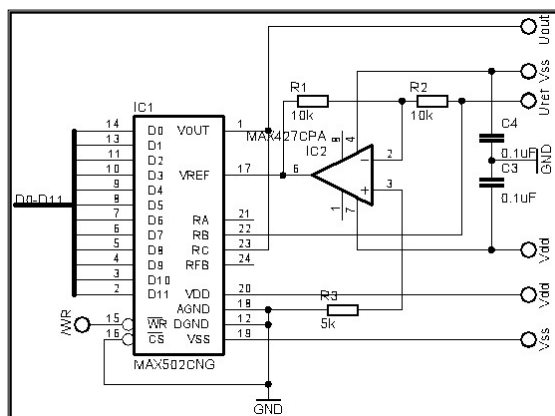 Uout
Vss
Uref
GND
Vdd
Vdd
Vss
R1
10k
R2
10k
C4
0.1uF
C3
0.1uF
IC1
MAX427CPA
IC2
8
4
6
2
3
1
7
R3
5k
D0-D11
14 D0 VOUT 1
13 D1
11 D2
10 D3 VREF 17
9 D4
8 D5
7 D6 RA 21
6 D7 RB 22
5 D8 RC 23
4 D9 RFB 24
3 D10
2 D11 VDD 20
AGND 18
15 WR DGND 12
16 CS VSS 19
/WR
MAX502CNG
GND